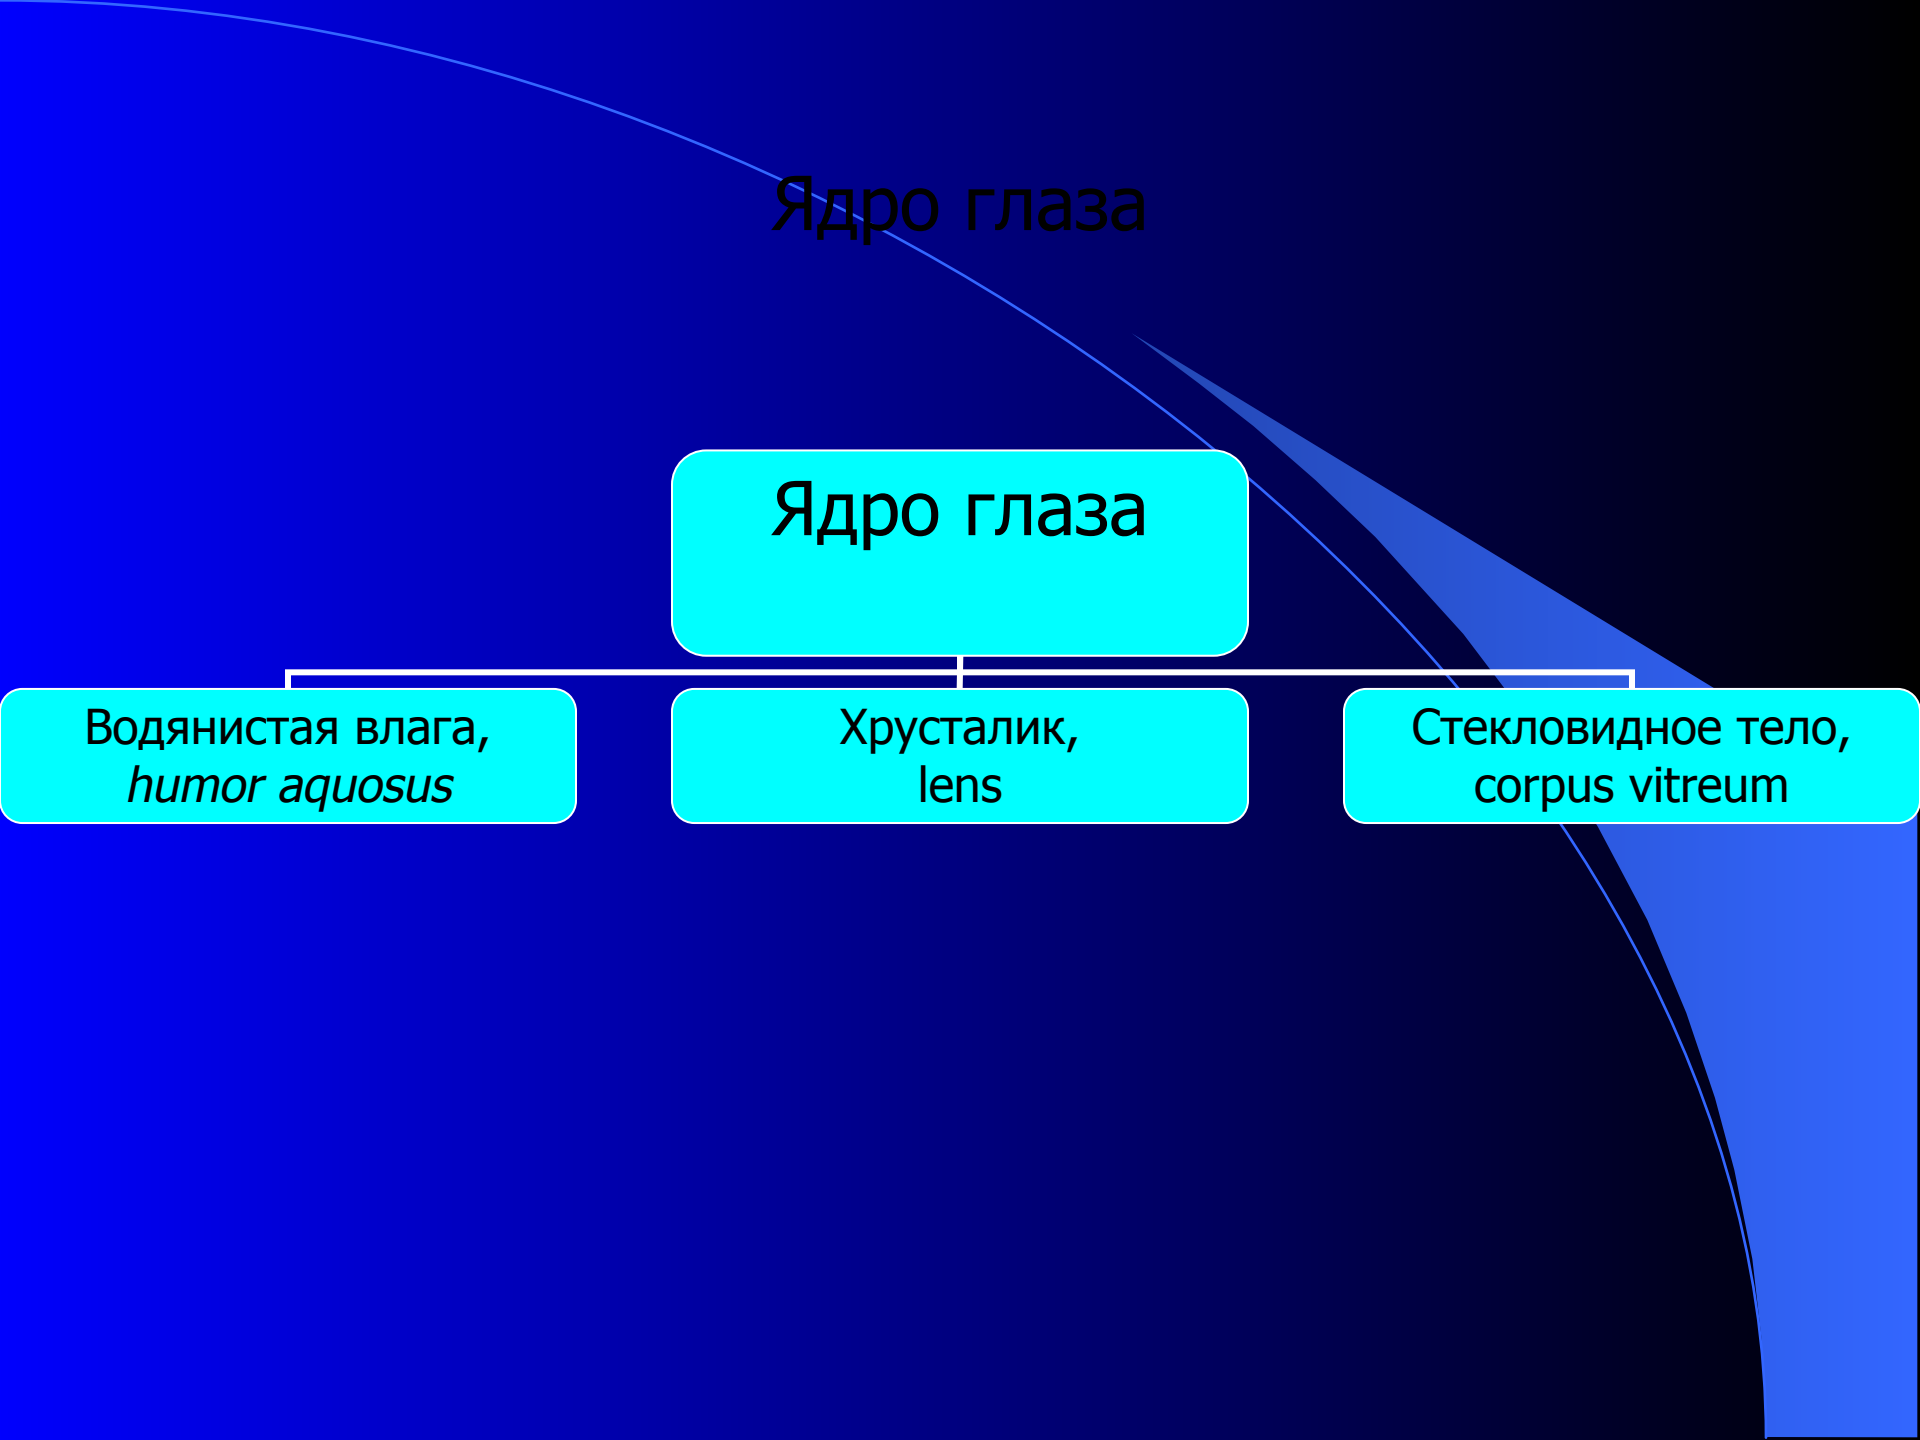 Ядро глаза
Ядро глаза
Водянистая влага,
humor aquosus
Хрусталик,
lens
Стекловидное тело,
corpus vitreum